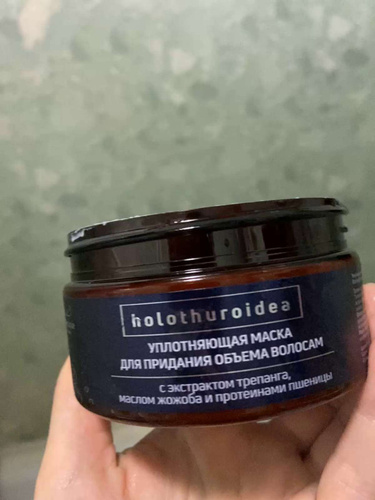 holothuroidea
УПЛОТНЯЮЩАЯ МАСКА
ДЛЯ ПРИДАНИЯ ОБЪЕМА ВОЛОСАМ
с экстрактом трепанга,
маслом жожоба и протеинами пшеницы